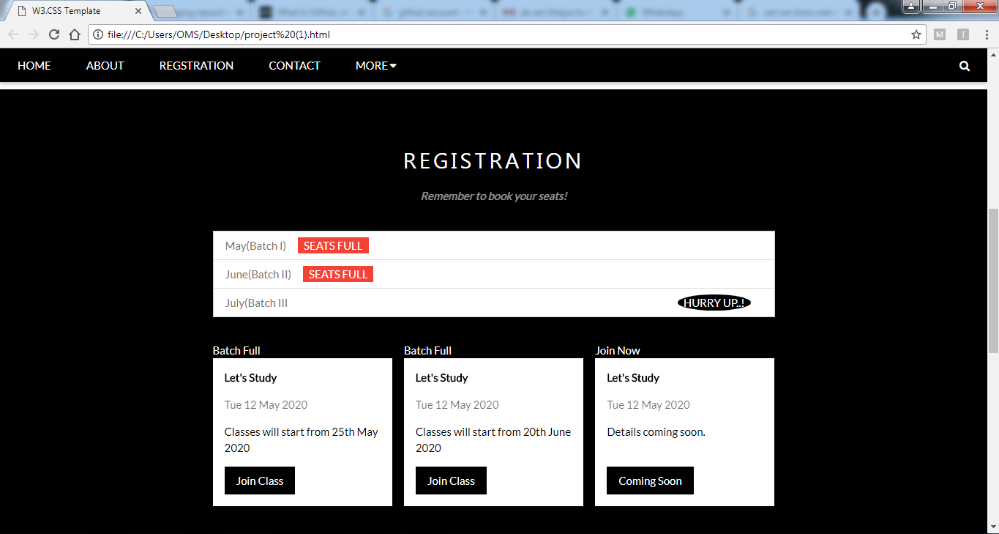 W3.CSS Template
file:///C:/Users/OMS/Desktop/project%20(1).html
M I
HOME ABOUT REGSTRATION CONTACT MORE
REGISTRATION
Remember to book your seats!
May(Batch I) SEATS FULL
June(Batch II) SEATS FULL
July(Batch III HURRY UP..!
Batch Full
Let's Study
Tue 12 May 2020
Classes will start from 25th May
2020
Join Class
Batch Full
Let's Study
Tue 12 May 2020
Classes will start from 20th June
2020
Join Class
Join Now
Let's Study
Tue 12 May 2020
Details coming soon.
Coming Soon